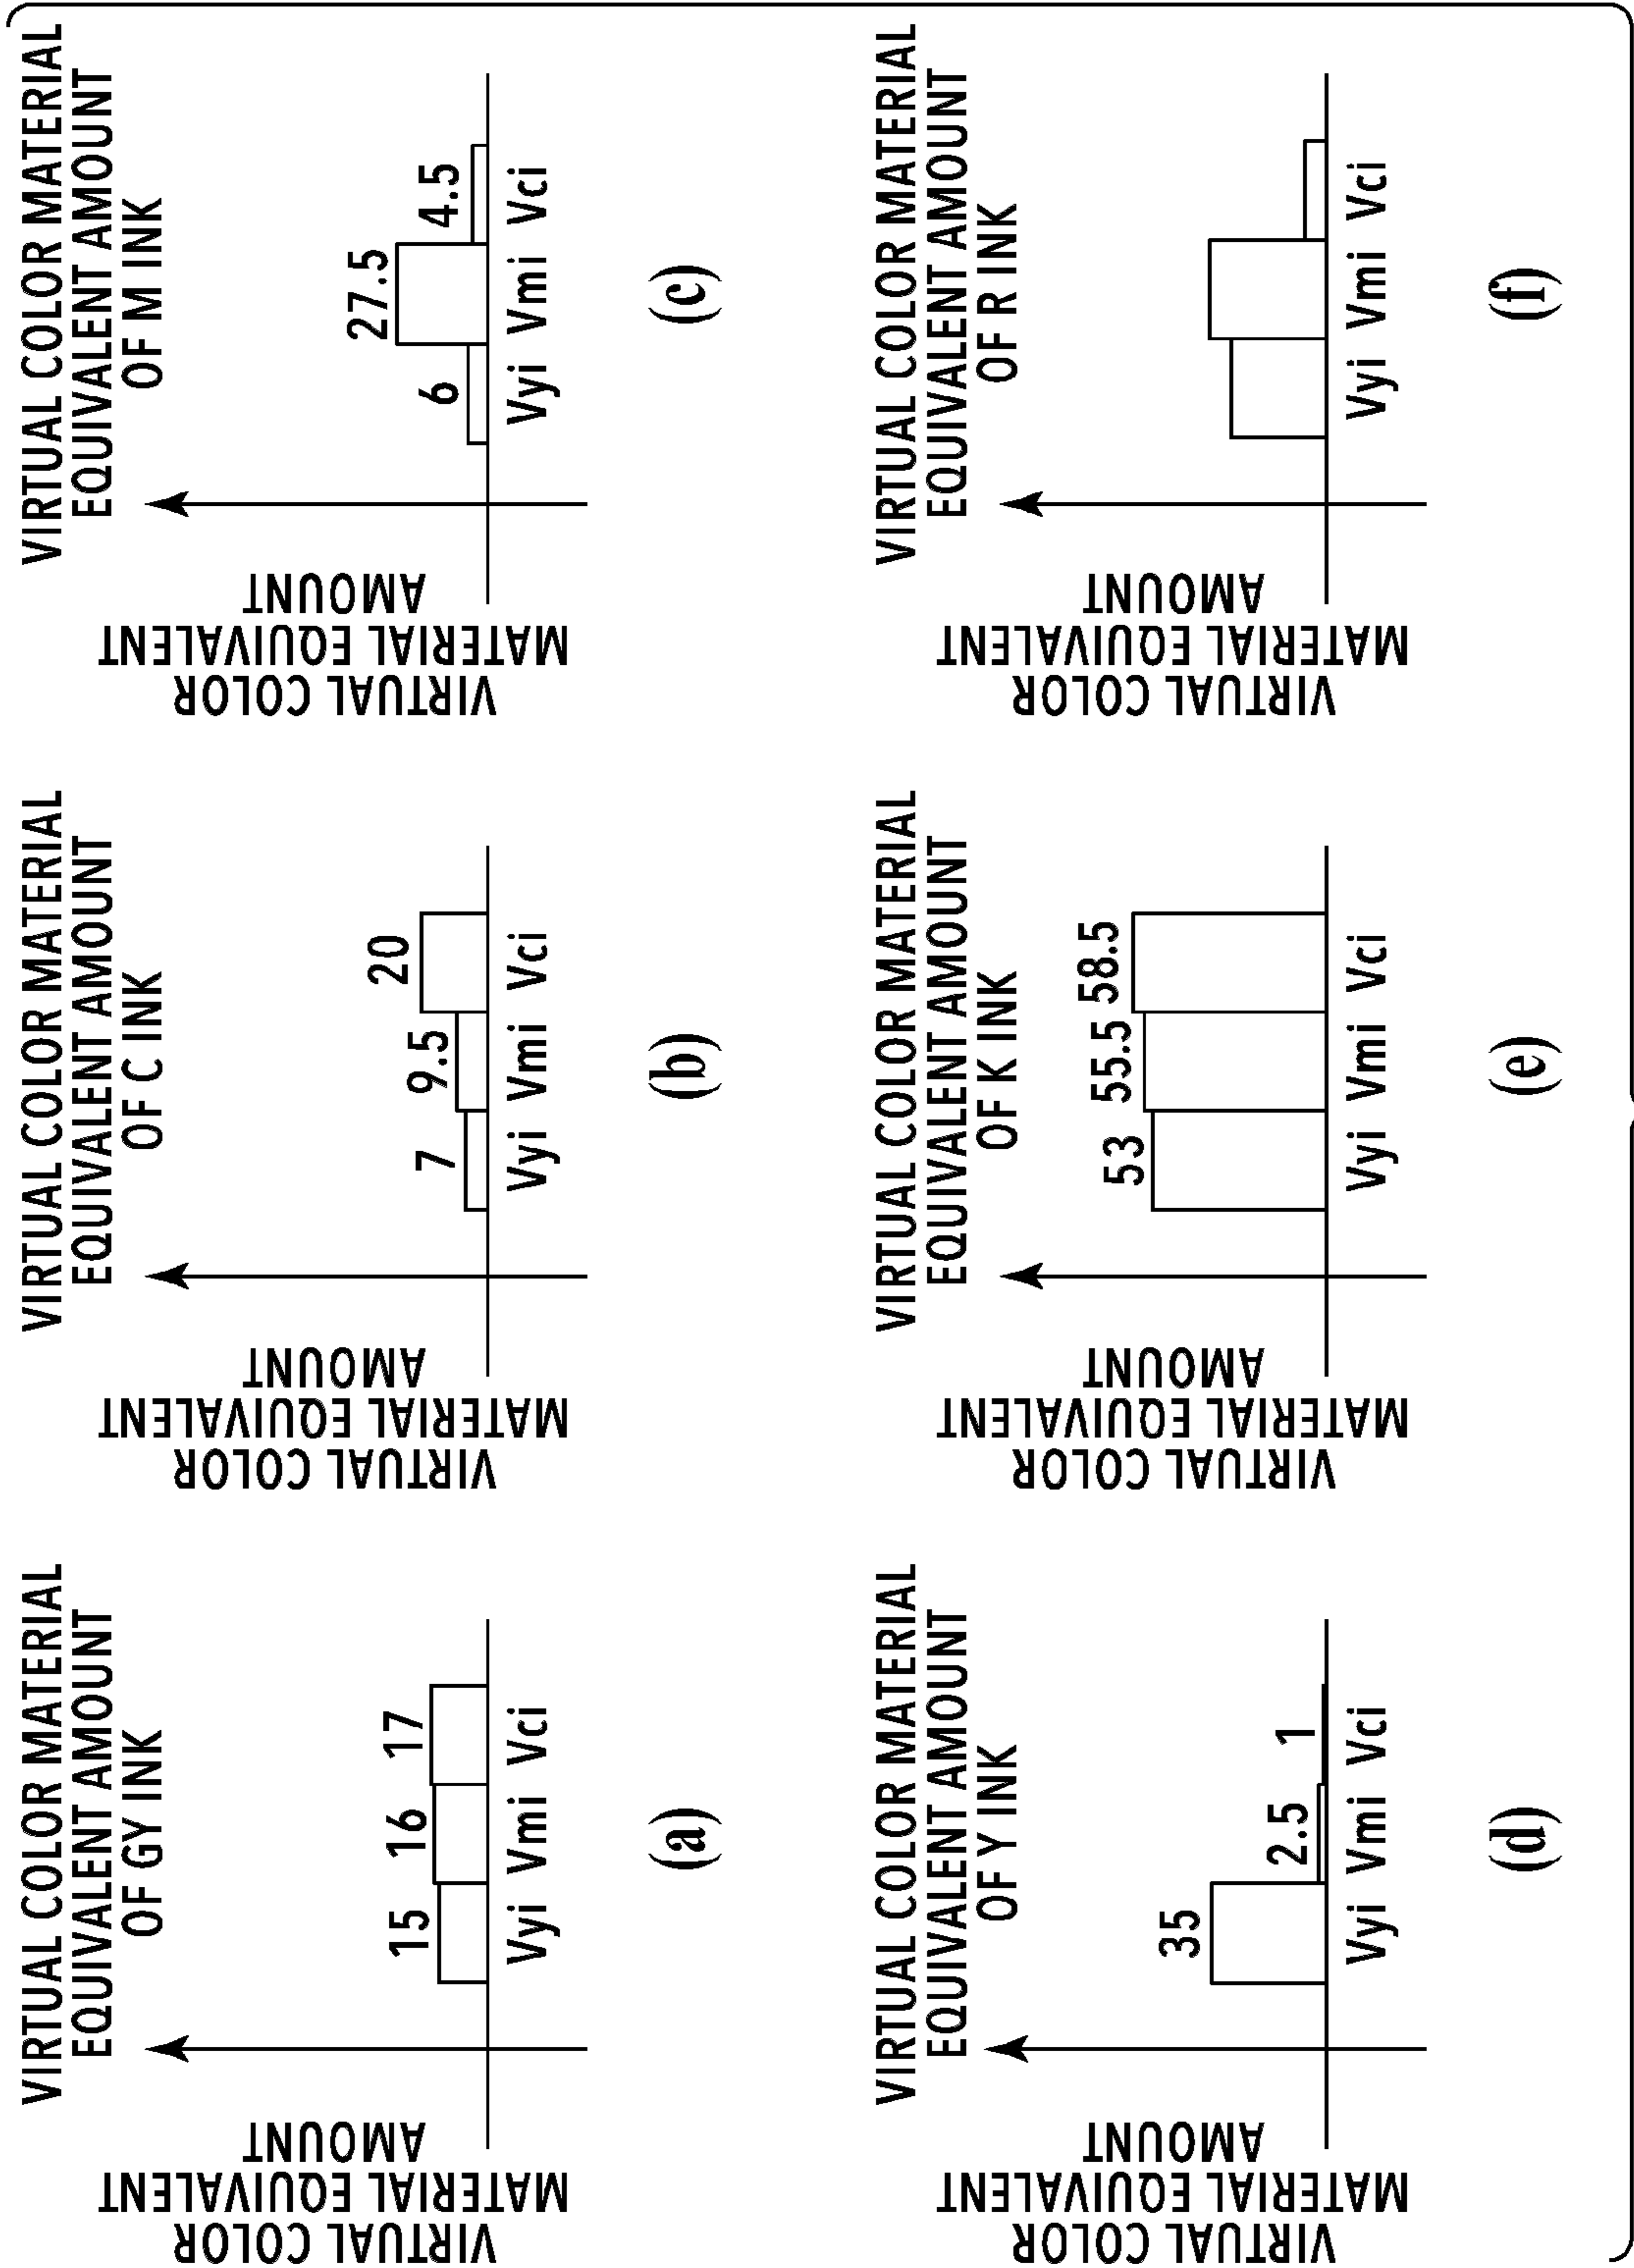 VIRTUAL COLOR MATERIAL
EQUIVALENT AMOUNT
OF GY INK
VIRTUAL COLOR
MATERIAL EQUIVALENT
AMOUNT
15
16
17
Vyi Vmi Vci
(a)
VIRTUAL COLOR MATERIAL
EQUIVALENT AMOUNT
OF C INK
VIRTUAL COLOR
MATERIAL EQUIVALENT
AMOUNT
7
9.5
20
Vyi Vmi Vci
(b)
VIRTUAL COLOR MATERIAL
EQUIVALENT AMOUNT
OF M INK
VIRTUAL COLOR
MATERIAL EQUIVALENT
AMOUNT
6
27.5
4.5
Vyi Vmi Vci
(c)
VIRTUAL COLOR MATERIAL
EQUIVALENT AMOUNT
OF Y INK
VIRTUAL COLOR
MATERIAL EQUIVALENT
AMOUNT
35
2.5
1
Vyi Vmi Vci
(d)
VIRTUAL COLOR MATERIAL
EQUIVALENT AMOUNT
OF K INK
VIRTUAL COLOR
MATERIAL EQUIVALENT
AMOUNT
53
55.5
58.5
Vyi Vmi Vci
(e)
VIRTUAL COLOR MATERIAL
EQUIVALENT AMOUNT
OF R INK
VIRTUAL COLOR
MATERIAL EQUIVALENT
AMOUNT
Vyi Vmi Vci
(f)